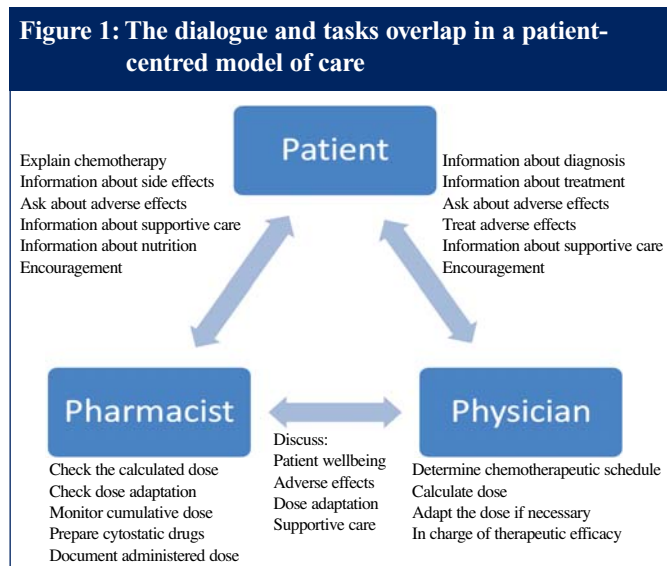 Figure 1: The dialogue and tasks overlap in a patient-
centred model of care
Patient
Explain chemotherapy
Information about side effects
Ask about adverse effects
Information about supportive care
Information about nutrition
Encouragement
Information about diagnosis
Information about treatment
Ask about adverse effects
Treat adverse effects
Information about supportive care
Encouragement
Pharmacist
Physician
Check the calculated dose
Check dose adaptation
Monitor cumulative dose
Prepare cytostatic drugs
Document administered dose
Discuss:
Patient wellbeing
Adverse effects
Dose adaptation
Supportive care
Determine chemotherapeutic schedule
Calculate dose
Adapt the dose if necessary
In charge of therapeutic efficacy